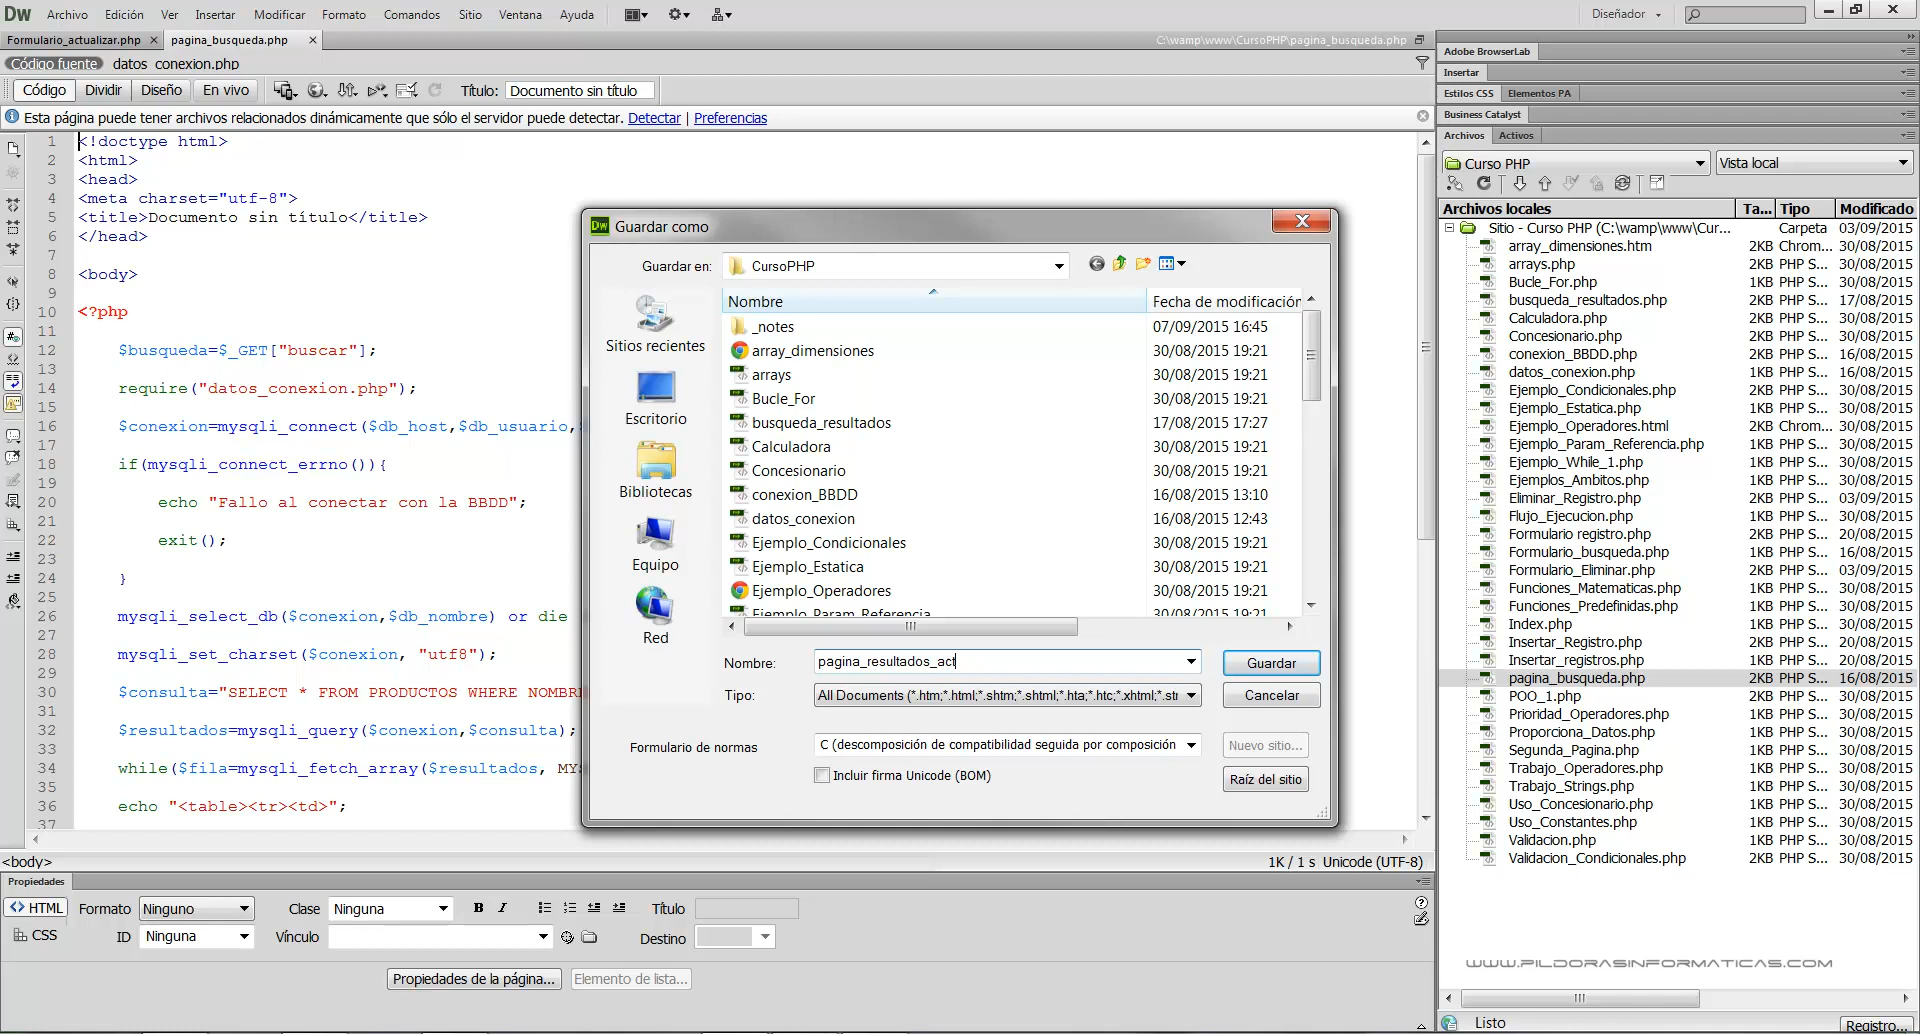 Dw Archivo Edición Ver Insertar Modificar Formato Comandos Sitio Ventana Ayuda Diseñador
Formulario_actualizar.php × pagina_busqueda.php × C:\wamp\www\CursoPHP\pagina_busqueda.php
Código fuente datos_conexion.php
Código Dividir Diseño En vivo Título: Documento sin título
Esta página puede tener archivos relacionados dinámicamente que sólo el servidor puede detectar. Detectar | Preferencias
1 <!doctype html>
2 <html>
3 <head>
4 <meta charset="utf-8">
5 <title>Documento sin título</title>
6 </head>
7
8 <body>
9
10 <?php
11
12 $busqueda=$_GET["buscar"];
13
14 require("datos_conexion.php");
15
16 $conexion=mysqli_connect($db_host,$db_usuario,
17
18 if(mysqli_connect_errno()){
19
20 echo "Fallo al conectar con la BBDD";
21
22 exit();
23
24 }
25
26 mysqli_select_db($conexion,$db_nombre) or die
27
28 mysqli_set_charset($conexion, "utf8");
29
30 $consulta="SELECT * FROM PRODUCTOS WHERE NOMBR
31
32 $resultados=mysqli_query($conexion,$consulta);
33
34 while($fila=mysqli_fetch_array($resultados, MYS
35
36 echo "<table><tr><td>";
37
<body> 1K / 1 s Unicode (UTF-8)
Guardar como
Guardar en: CursoPHP
Sitios recientes
Escritorio
Bibliotecas
Equipo
Red
Nombre Fecha de modificación
_notes 07/09/2015 16:45
array_dimensiones 30/08/2015 19:21
arrays 30/08/2015 19:21
Bucle_For 30/08/2015 19:21
busqueda_resultados 17/08/2015 17:27
Calculadora 30/08/2015 19:21
Concesionario 30/08/2015 19:21
conexion_BBDD 16/08/2015 13:10
datos_conexion 16/08/2015 12:43
Ejemplo_Condicionales 30/08/2015 19:21
Ejemplo_Estatica 30/08/2015 19:21
Ejemplo_Operadores 30/08/2015 19:21
Ejemplo_Param_Referencia 30/08/2015 19:21
Nombre: pagina_resultados_act Guardar
Tipo: All Documents (*.htm;*.html;*.shtm;*.shtml;*.hta;*.htc;*.xhtml;*.str Cancelar
Formulario de normas C (descomposición de compatibilidad seguida por composición Nuevo sitio...
Incluir firma Unicode (BOM) Raíz del sitio
Propiedades
HTML Formato Ninguno Clase Ninguna B I Título
CSS ID Ninguna Vínculo Destino
Propiedades de la página... Elemento de lista...
Adobe BrowserLab
Insertar
Estilos CSS Elementos PA
Business Catalyst
Archivos Activos
Curso PHP Vista local
Archivos locales Ta... Tipo Modificado
Sitio - Curso PHP (C:\wamp\www\Cur... Carpeta 03/09/2015
array_dimensiones.htm 2KB Chrom... 30/08/2015
arrays.php 2KB PHP S... 30/08/2015
Bucle_For.php 1KB PHP S... 30/08/2015
busqueda_resultados.php 2KB PHP S... 17/08/2015
Calculadora.php 1KB PHP S... 30/08/2015
Concesionario.php 1KB PHP S... 30/08/2015
conexion_BBDD.php 2KB PHP S... 16/08/2015
datos_conexion.php 1KB PHP S... 16/08/2015
Ejemplo_Condicionales.php 1KB PHP S... 30/08/2015
Ejemplo_Estatica.php 1KB PHP S... 30/08/2015
Ejemplo_Operadores.html 2KB Chrom... 30/08/2015
Ejemplo_Param_Referencia.php 1KB PHP S... 30/08/2015
Ejemplo_While_1.php 1KB PHP S... 30/08/2015
Ejemplos_Ambitos.php 1KB PHP S... 30/08/2015
Eliminar_Registro.php 2KB PHP S... 03/09/2015
Flujo_Ejecucion.php 1KB PHP S... 30/08/2015
Formulario registro.php 2KB PHP S... 20/08/2015
Formulario_busqueda.php 1KB PHP S... 16/08/2015
Formulario_Eliminar.php 2KB PHP S... 03/09/2015
Funciones_Matematicas.php 1KB PHP S... 30/08/2015
Funciones_Predefinidas.php 1KB PHP S... 30/08/2015
Index.php 1KB PHP S... 30/08/2015
Insertar_Registro.php 2KB PHP S... 20/08/2015
Insertar_registros.php 1KB PHP S... 20/08/2015
pagina_busqueda.php 2KB PHP S... 16/08/2015
POO_1.php 2KB PHP S... 30/08/2015
Prioridad_Operadores.php 1KB PHP S... 30/08/2015
Proporciona_Datos.php 1KB PHP S... 30/08/2015
Segunda_Pagina.php 1KB PHP S... 30/08/2015
Trabajo_Operadores.php 1KB PHP S... 30/08/2015
Trabajo_Strings.php 1KB PHP S... 30/08/2015
Uso_Concesionario.php 1KB PHP S... 30/08/2015
Uso_Constantes.php 1KB PHP S... 30/08/2015
Validacion.php 1KB PHP S... 30/08/2015
Validacion_Condicionales.php 2KB PHP S... 30/08/2015
WWW.PILDORASINFORMATICAS.COM
Listo Registro...